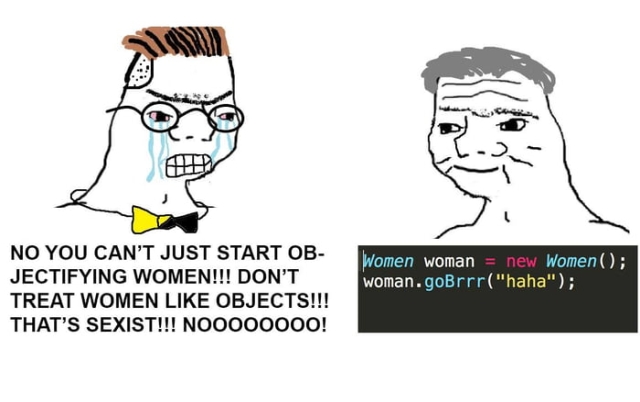 NO YOU CAN'T JUST START OB-
JECTIFYING WOMEN!!! DON'T
TREAT WOMEN LIKE OBJECTS!!!
THAT'S SEXIST!!! NOOOOOOOO!
Women woman = new Women();
woman.goBrrr("haha");